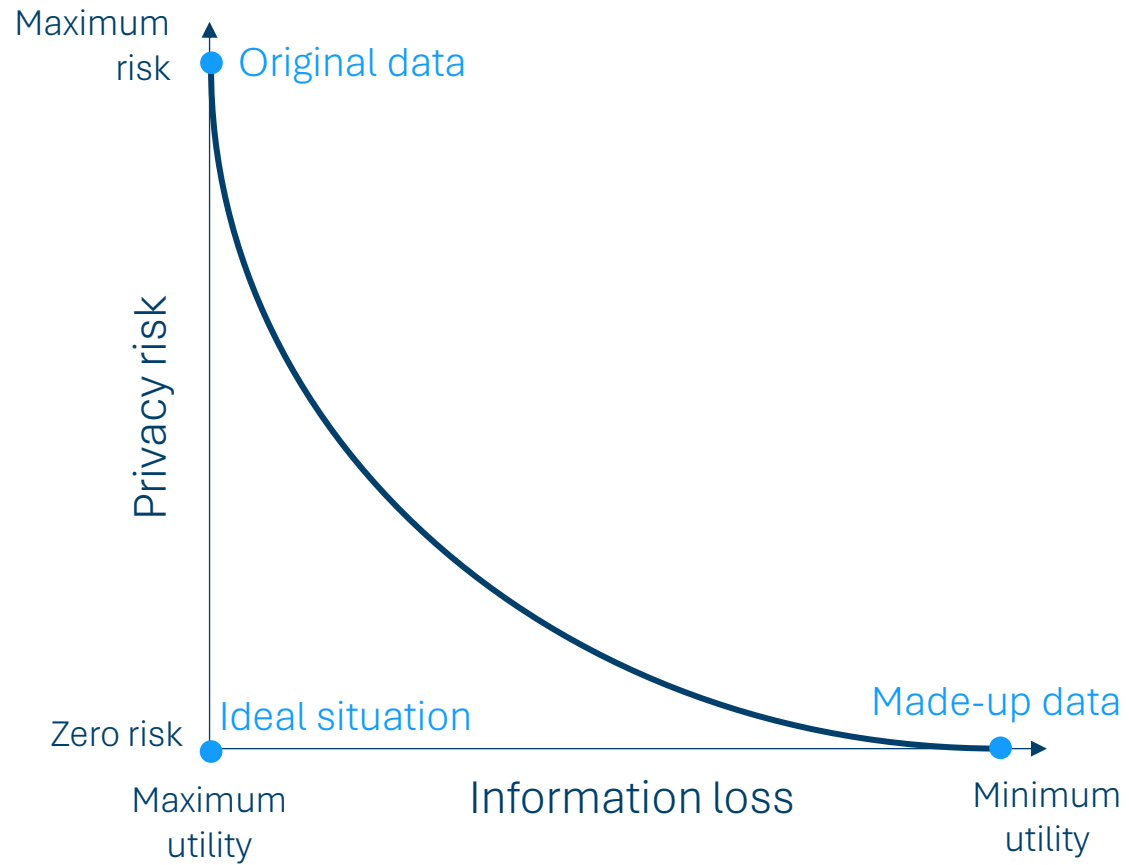 Maximum
risk
Original data
Privacy risk
Ideal situation
Zero risk
Made-up data
Maximum
utility
Information loss
Minimum
utility